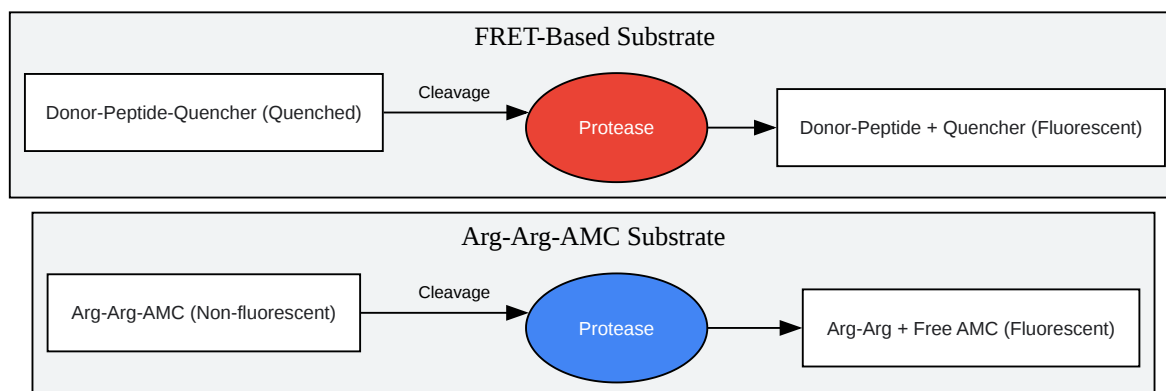 FRET-Based Substrate
Donor-Peptide-Quencher (Quenched)
Cleavage
Protease
Donor-Peptide + Quencher (Fluorescent)
Arg-Arg-AMC Substrate
Arg-Arg-AMC (Non-fluorescent)
Cleavage
Protease
Arg-Arg + Free AMC (Fluorescent)